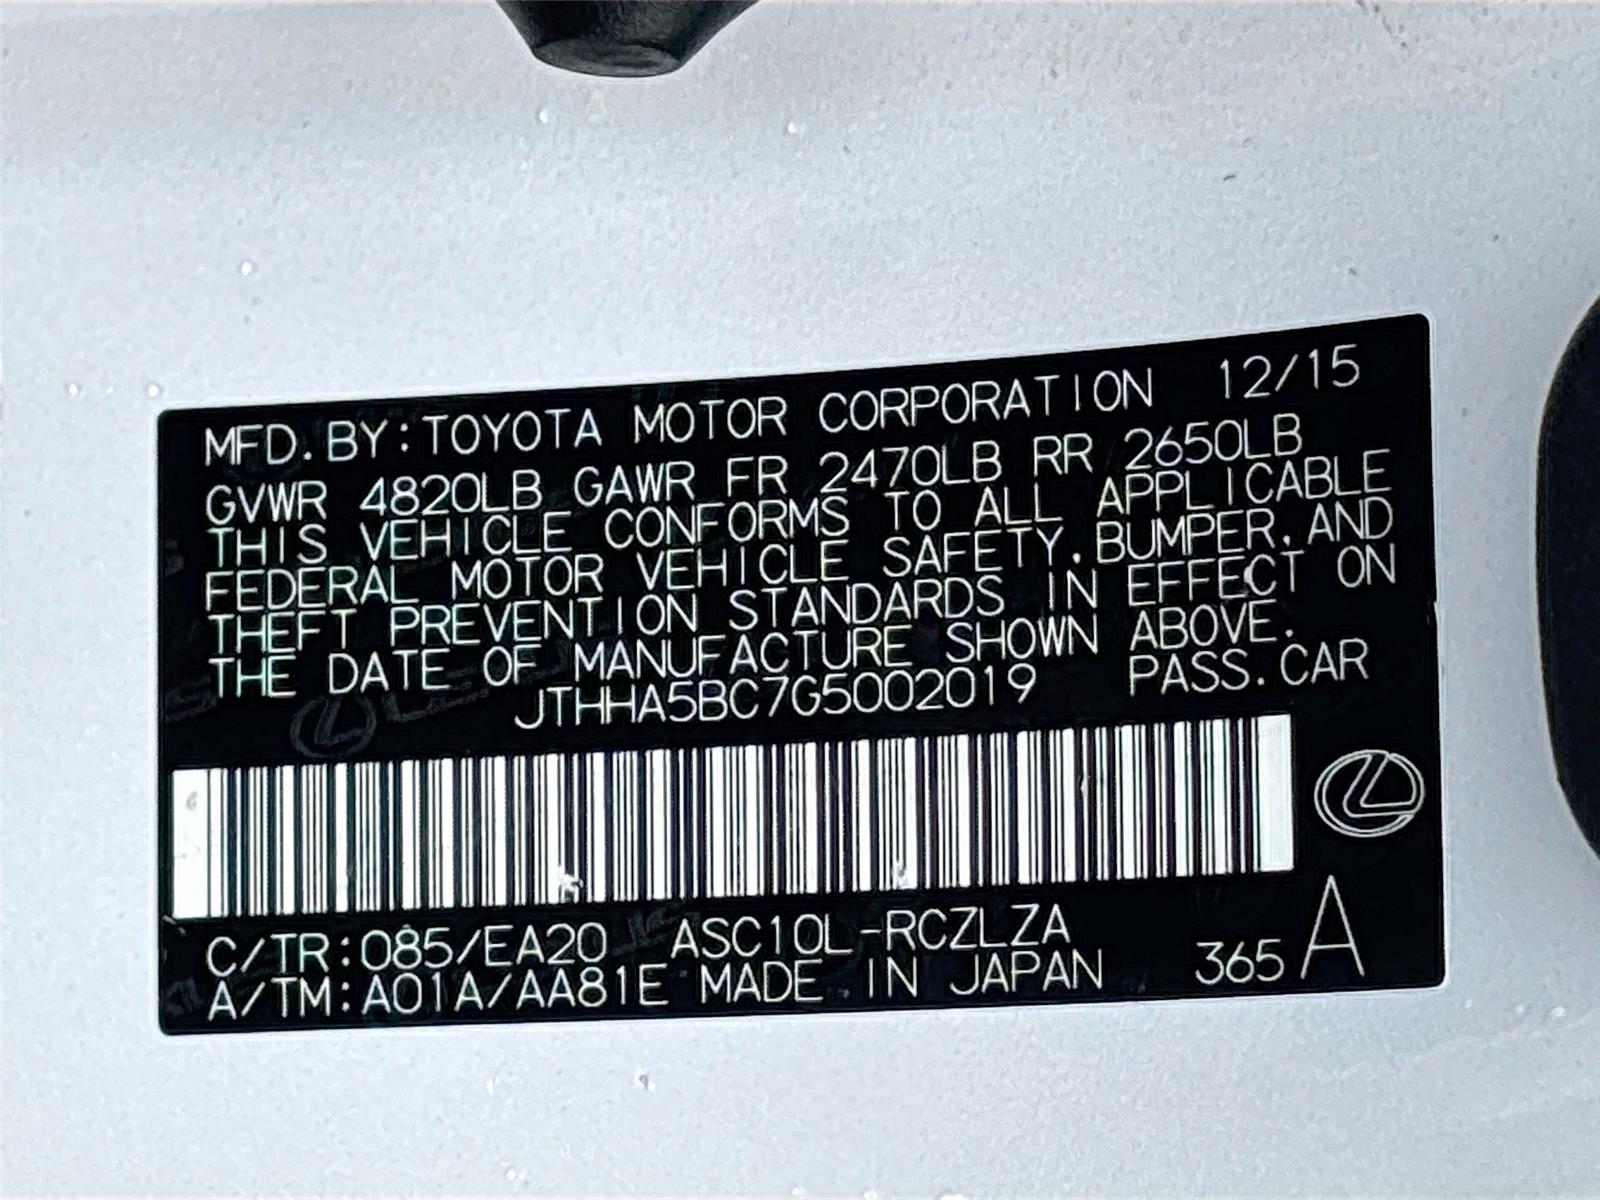 MFD. BY: TOYOTA MOTOR CORPORATION 12/15
GVWR 4820LB GAWR FR 2470LB RR 2650LB
THIS VEHICLE CONFORMS TO ALL APPLICABLE
FEDERAL MOTOR VEHICLE SAFETY, BUMPER, AND
THEFT PREVENTION STANDARDS IN EFFECT ON
THE DATE OF MANUFACTURE SHOWN ABOVE.
JTHHA5BC7G5002019 PASS. CAR
C/TR: 085/EA20 ASC10L-RCZLZA
A/TM: A01A/AA81E MADE IN JAPAN 365 A